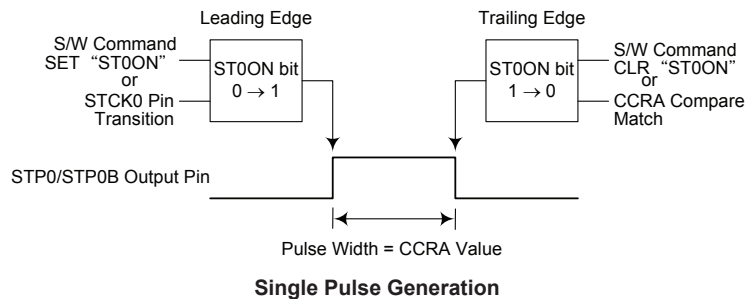 Leading Edge
Trailing Edge
S/W Command
SET “ST0ON”
or
STCK0 Pin
Transition
ST0ON bit
0 → 1
ST0ON bit
1 → 0
S/W Command
CLR “ST0ON”
or
CCRA Compare
Match
STP0/STP0B Output Pin
Pulse Width = CCRA Value
Single Pulse Generation